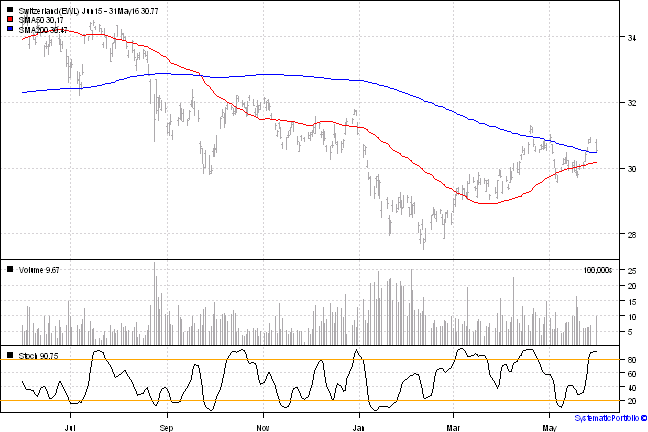 Switzerland(EWL) Jun15 - 31May16 30.77
SMA50 30.17
SMA200 30.47
34
32
30
28
Volume 9.67
100,000s
25
20
15
10
5
Stoch 90.75
80
60
40
20
Jul
Sep
Nov
Jan
Mar
May
SystematicPortfolio ©